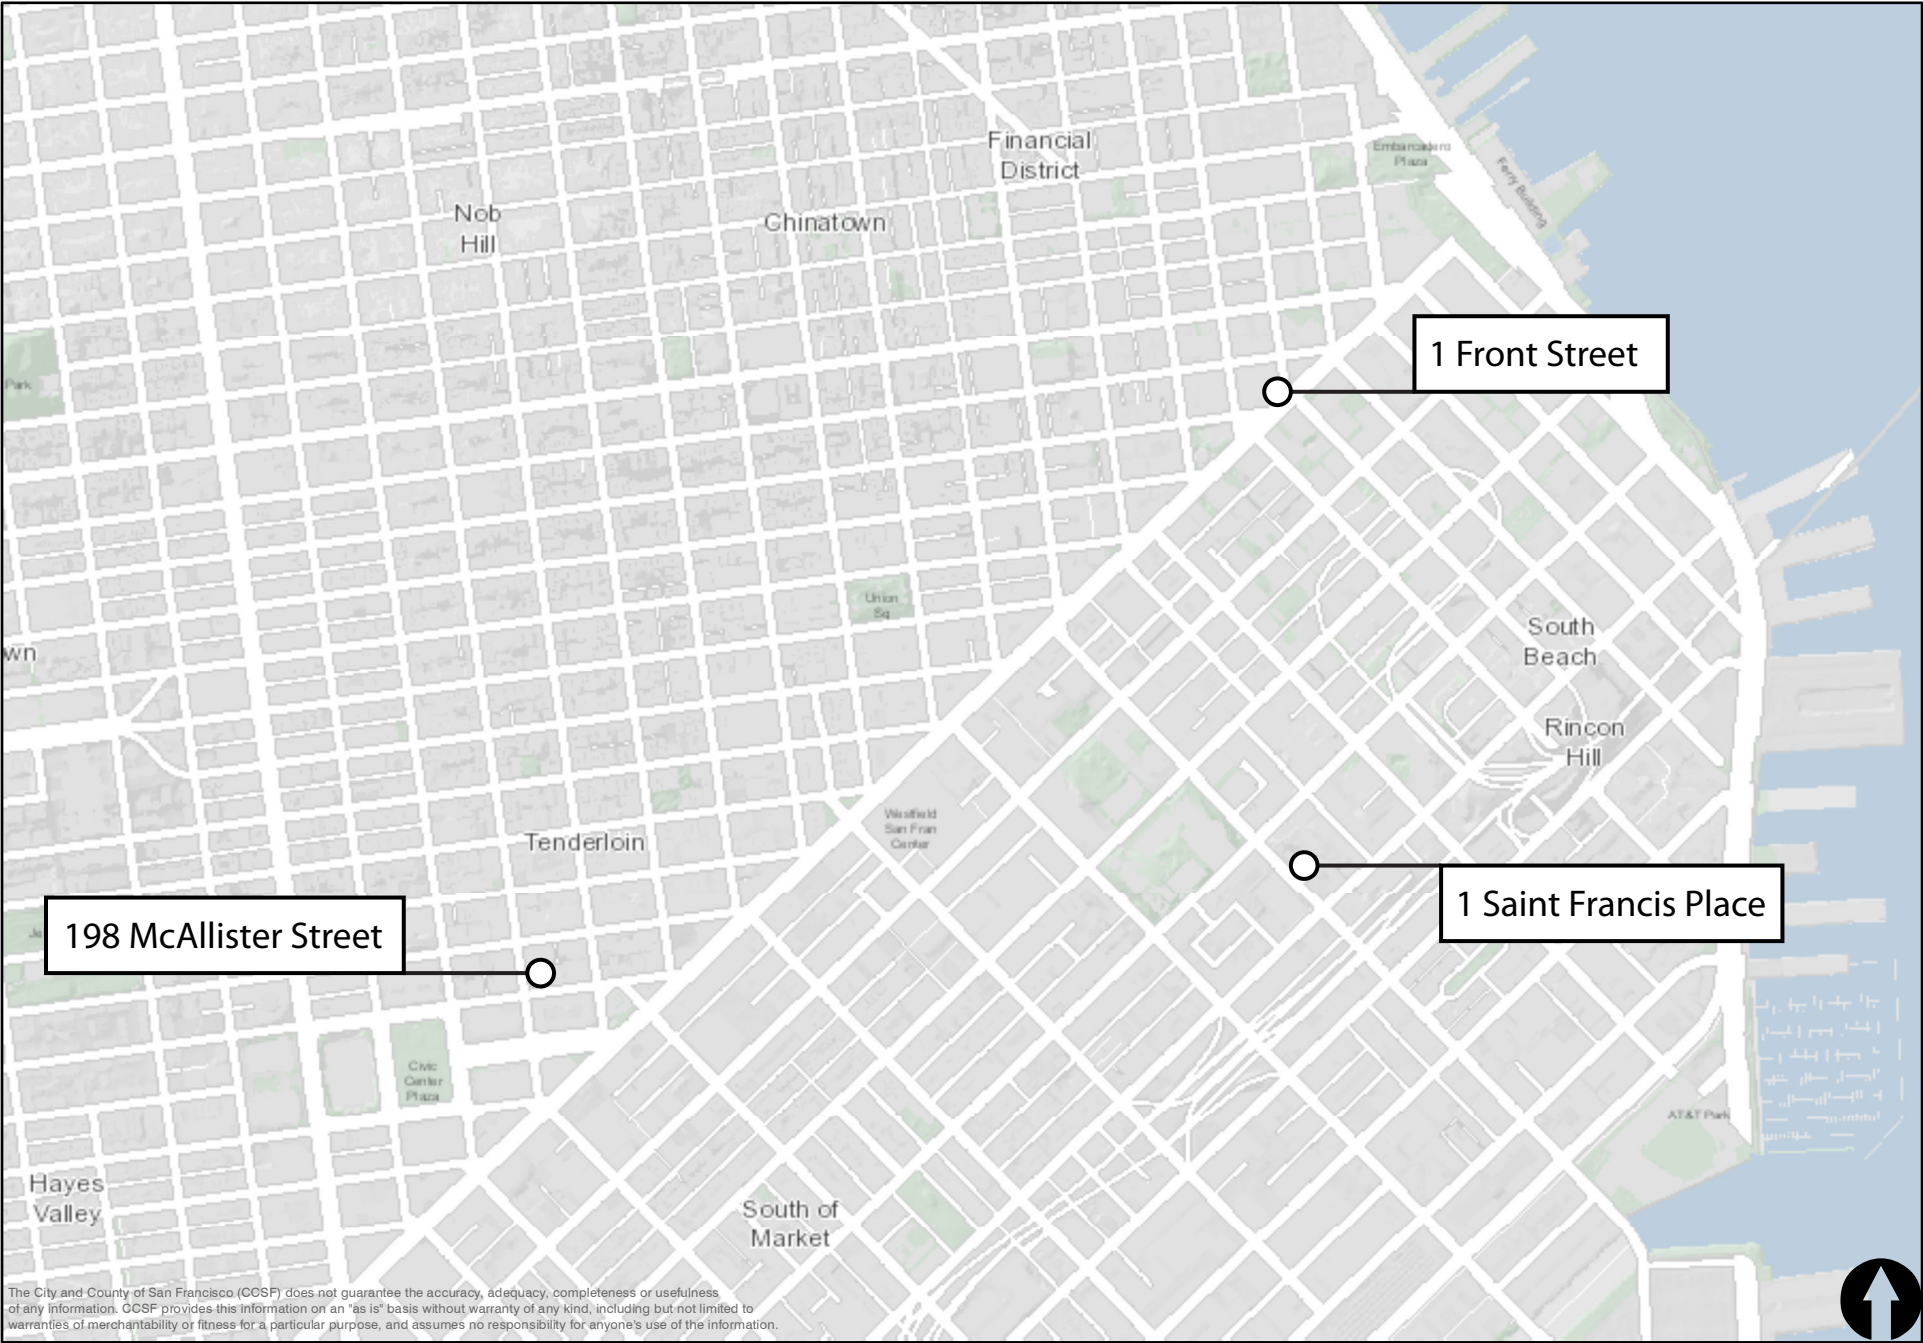 Financial
District
Embarcadero
Plaza
Ferry Building
Nob
Hill
Chinatown
1 Front Street
Park
Union
Sq
South
Beach
wn
Rincon
Hill
Westfield
San Fran
Center
Tenderloin
1 Saint Francis Place
198 McAllister Street
Je
Civic
Center
Plaza
AT&T Park
Hayes
Valley
South of
Market
The City and County of San Francisco (CCSF) does not guarantee the accuracy, adequacy, completeness or usefulness
of any information. CCSF provides this information on an "as is" basis without warranty of any kind, including but not limited to
warranties of merchantability or fitness for a particular purpose, and assumes no responsibility for anyone's use of the information.